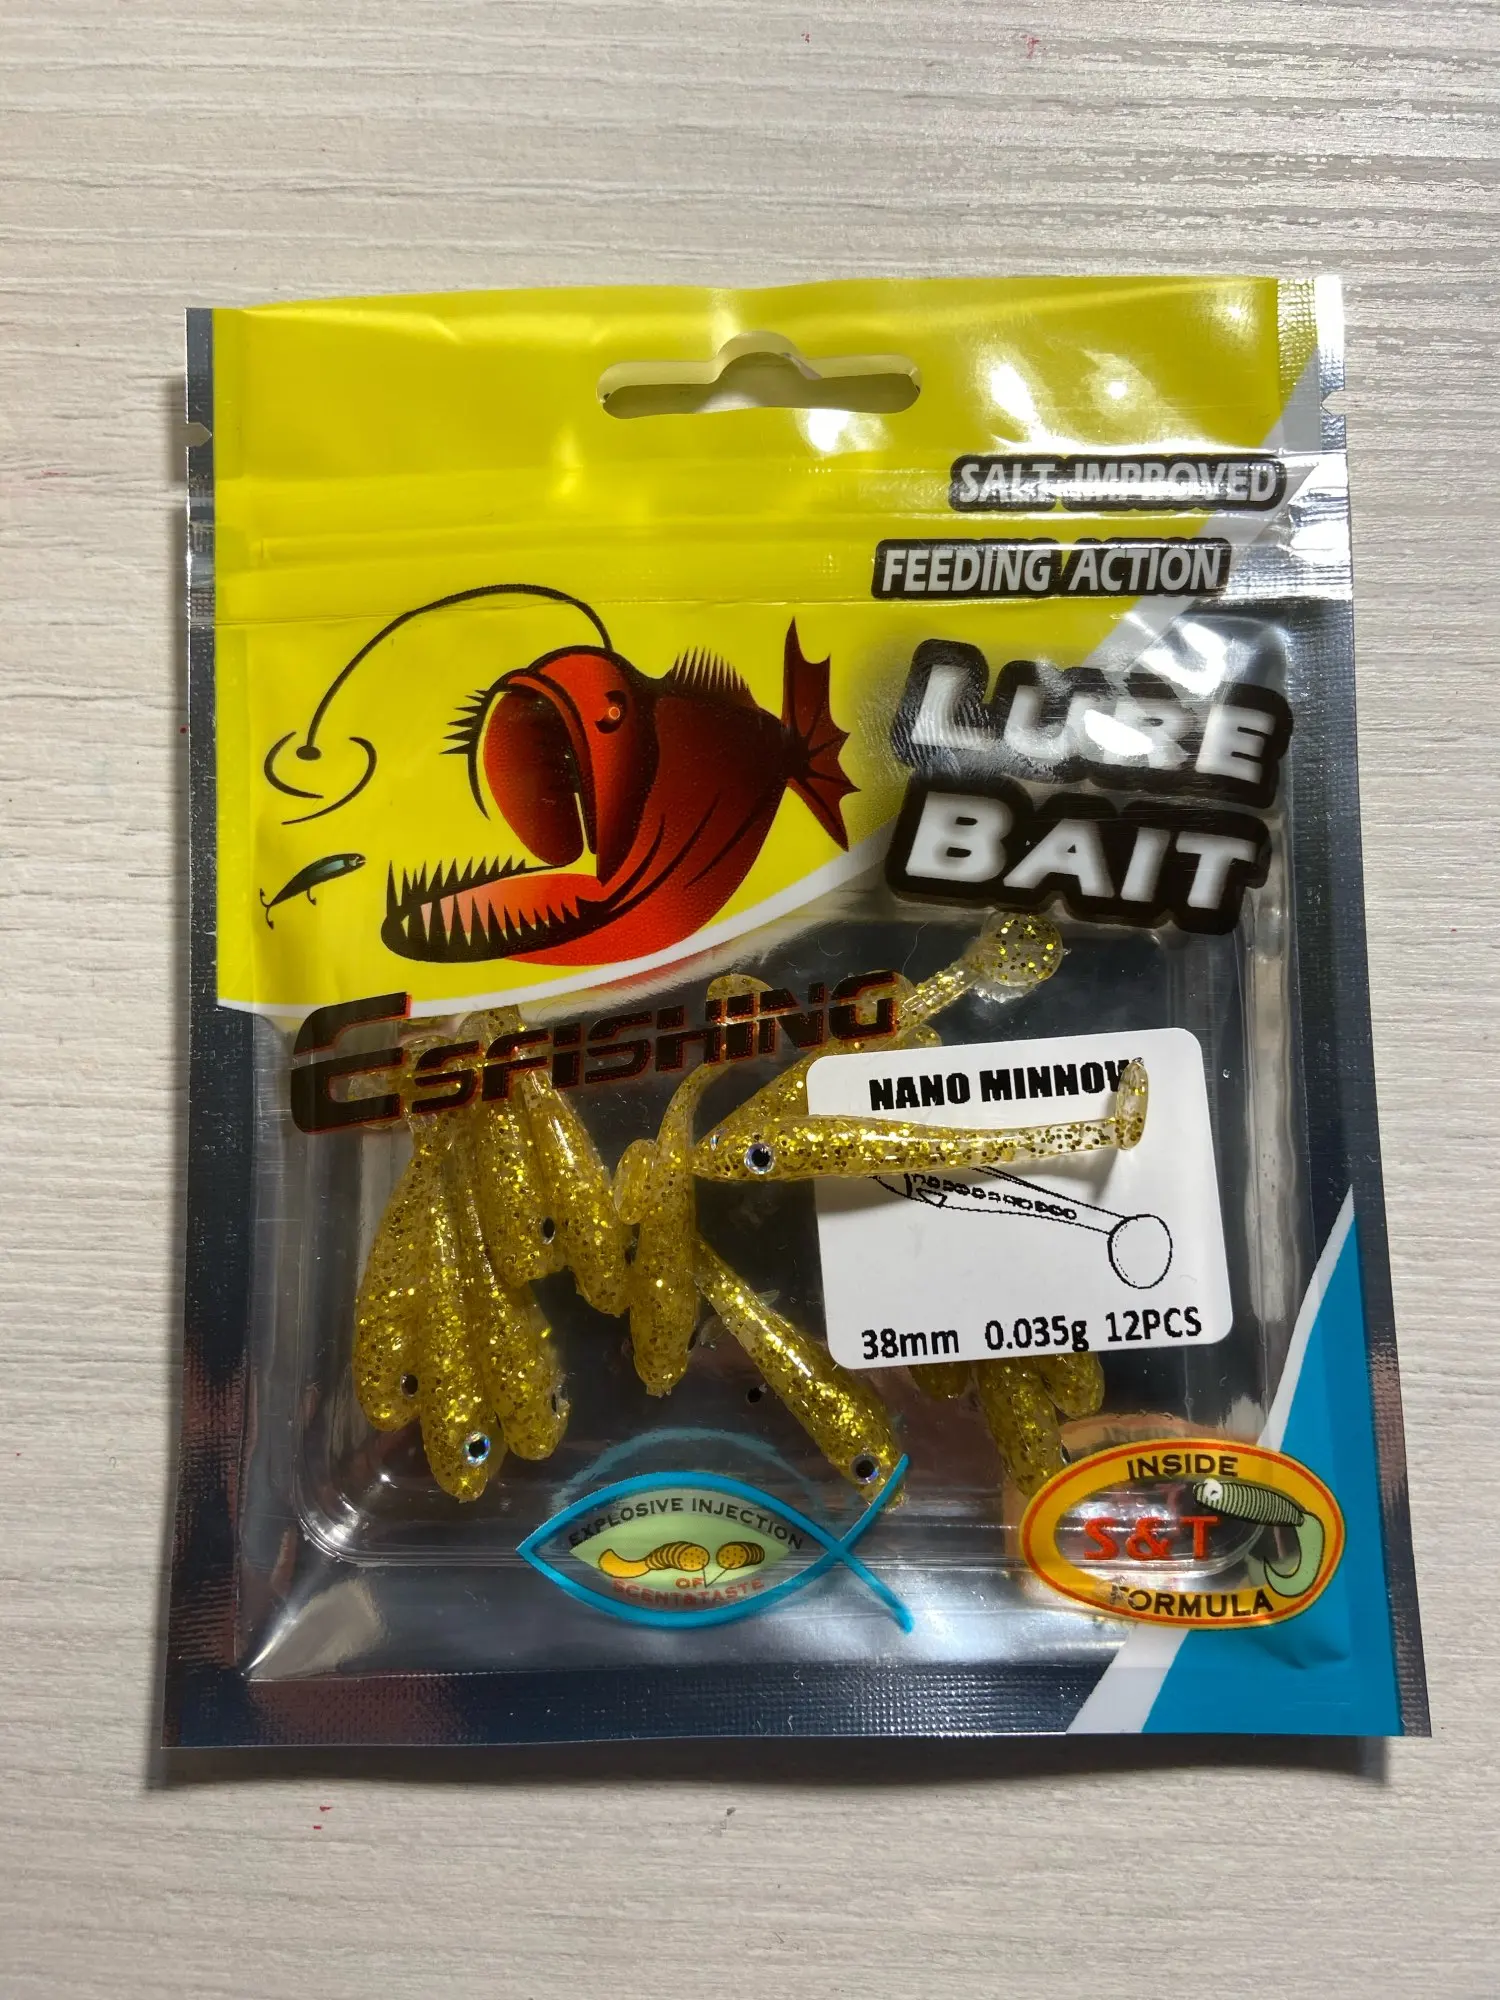 SALT IMPROVED
FEEDING ACTION
LURE
BAIT
ESFISHING
NANO MINNOW
38mm 0.035g 12PCS
EXPLOSIVE INJECTION
OF
SCENT&TASTE
INSIDE
S&T
FORMULA